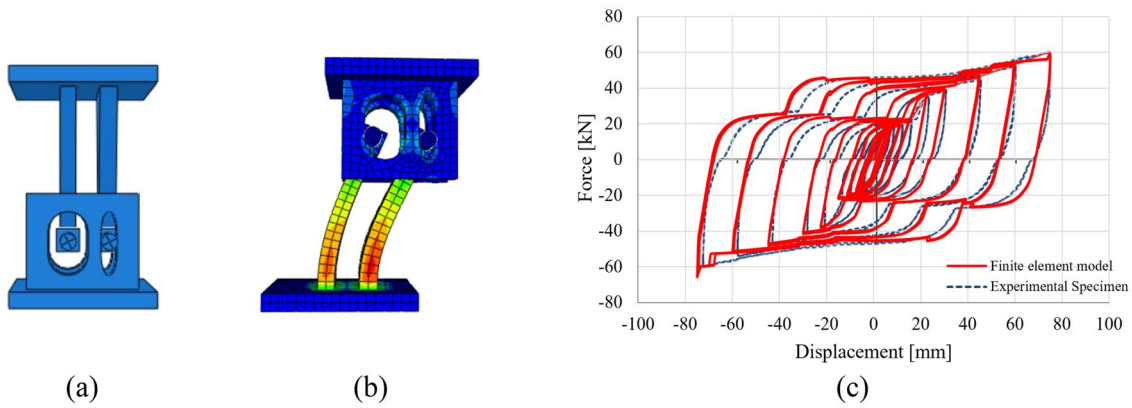 80
60
40
20
0
-20
-40
-60
-80
Force [kN]
Finite element model
Experimental Specimen
-100 -80 -60 -40 -20 0 20 40 60 80 100
Displacement [mm]
(a) (b) (c)